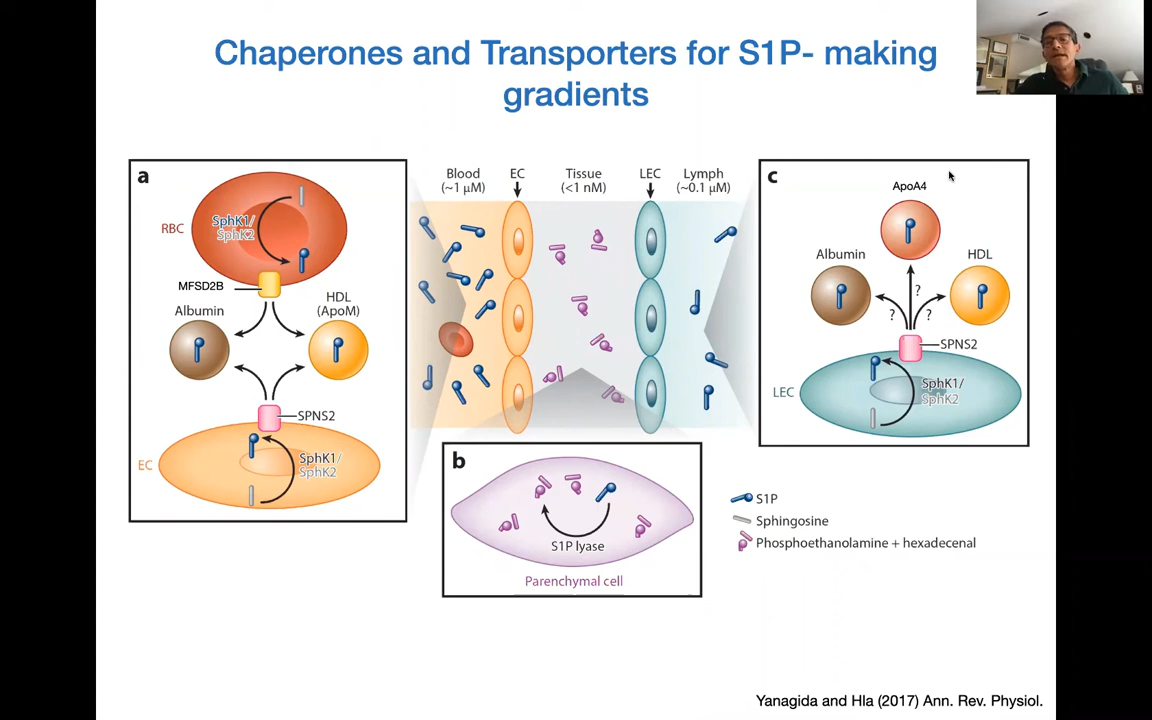 Chaperones and Transporters for S1P- making
gradients
a
RBC
SphK1/
SphK2
MFSD2B
Albumin
HDL
(ApoM)
SPNS2
EC
SphK1/
SphK2
Blood
(~1 μM)
EC
Tissue
(<1 nM)
LEC
Lymph
(~0.1 μM)
b
S1P lyase
Parenchymal cell
c
ApoA4
Albumin
HDL
?
?
?
SPNS2
LEC
SphK1/
SphK2
S1P
Sphingosine
Phosphoethanolamine + hexadecenal
Yanagida and Hla (2017) Ann. Rev. Physiol.